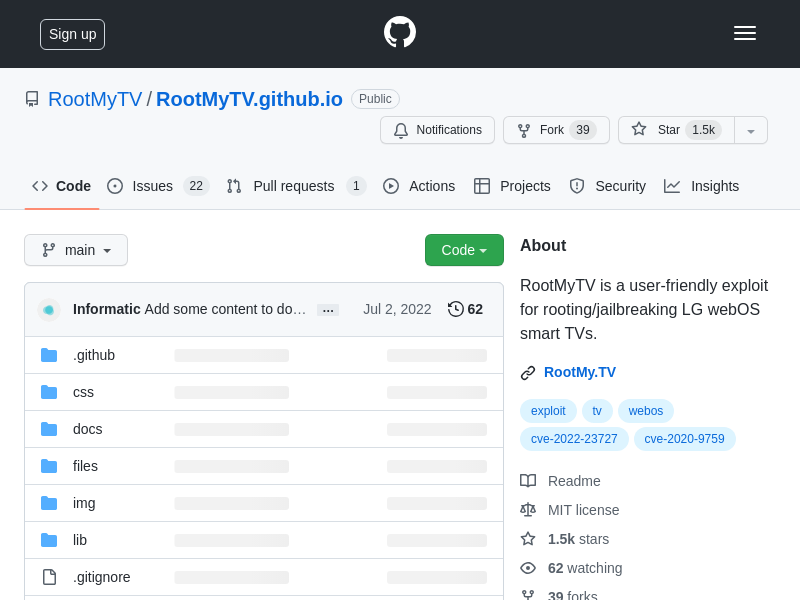 Sign up
RootMyTV / RootMyTV.github.io Public
Notifications Fork 39 Star 1.5k
Code Issues 22 Pull requests 1 Actions Projects Security Insights
main Code
Informatic Add some content to do… … Jul 2, 2022 62
.github
css
docs
files
img
lib
.gitignore
About
RootMyTV is a user-friendly exploit
for rooting/jailbreaking LG webOS
smart TVs.
RootMy.TV
exploit tv webos
cve-2022-23727 cve-2020-9759
Readme
MIT license
1.5k stars
62 watching
39 forks